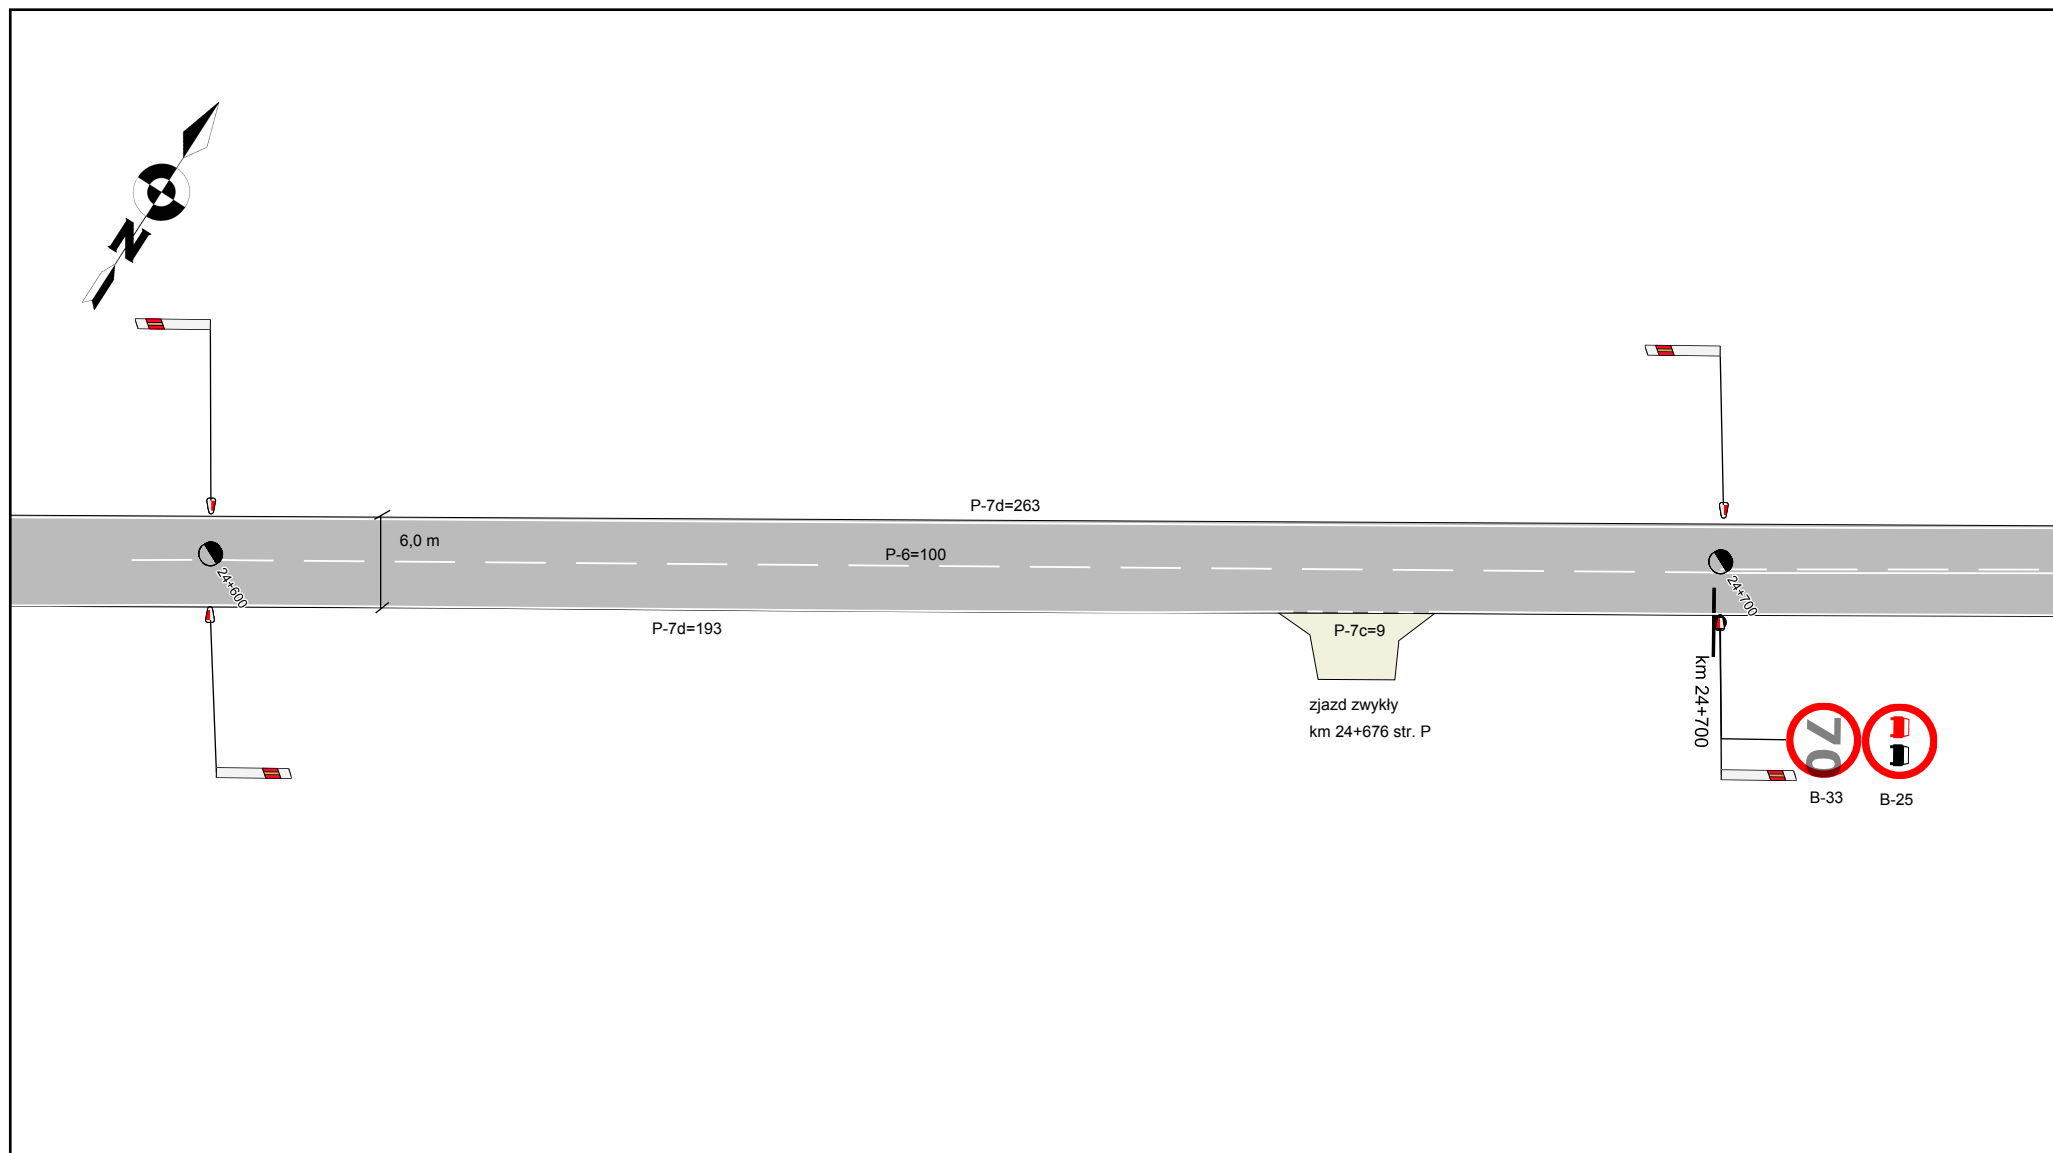 N
P-7d=263
6,0 m
P-6=100
24+600
24+700
P-7d=193
P-7c=9
zjazd zwykły
km 24+676 str. P
km 24+700
70
B-33
B-25